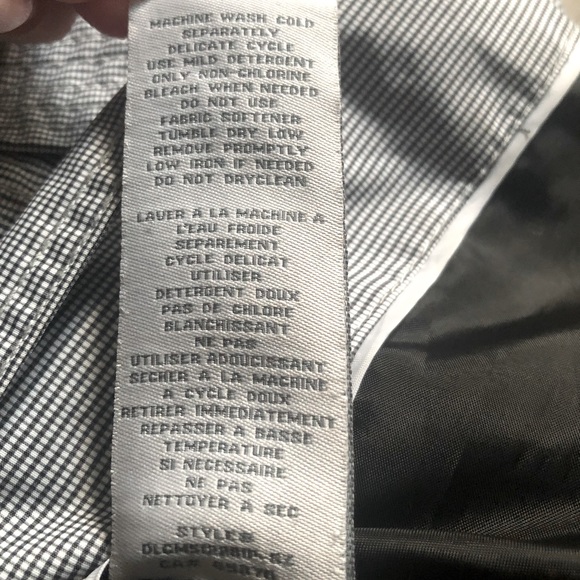 MACHINE WASH COLD
SEPARATELY
DELICATE CYCLE
USE MILD DETERGENT
ONLY NON-CHLORINE
BLEACH WHEN NEEDED
DO NOT USE
FABRIC SOFTENER
TUMBLE DRY LOW
REMOVE PROMPTLY
LOW IRON IF NEEDED
DO NOT DRYCLEAN
LAVER A LA MACHINE A
L'EAU FROIDE
SEPAREMENT
CYCLE DELICAT
UTILISER
DETERGENT DOUX
PAS DE CHLORE
BLANCHISSANT
NE PAS
UTILISER ADOUCISSANT
SECHER A LA MACHINE
A CYCLE DOUX
RETIRER IMMEDIATEMENT
REPASSER A BASSE
TEMPERATURE
SI NECESSAIRE
NE PAS
NETTOYER A SEC
STYLE#
CA#